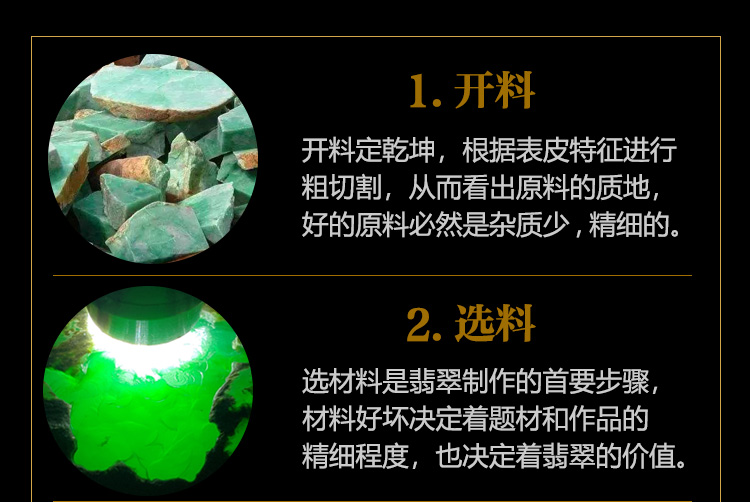 1. 开料
开料定乾坤，根据表皮特征进行
粗切割，从而看出原料的质地，
好的原料必然是杂质少，精细的。
2. 选料
选材料是翡翠制作的首要步骤，
材料好坏决定着题材和作品的
精细程度，也决定着翡翠的价值。